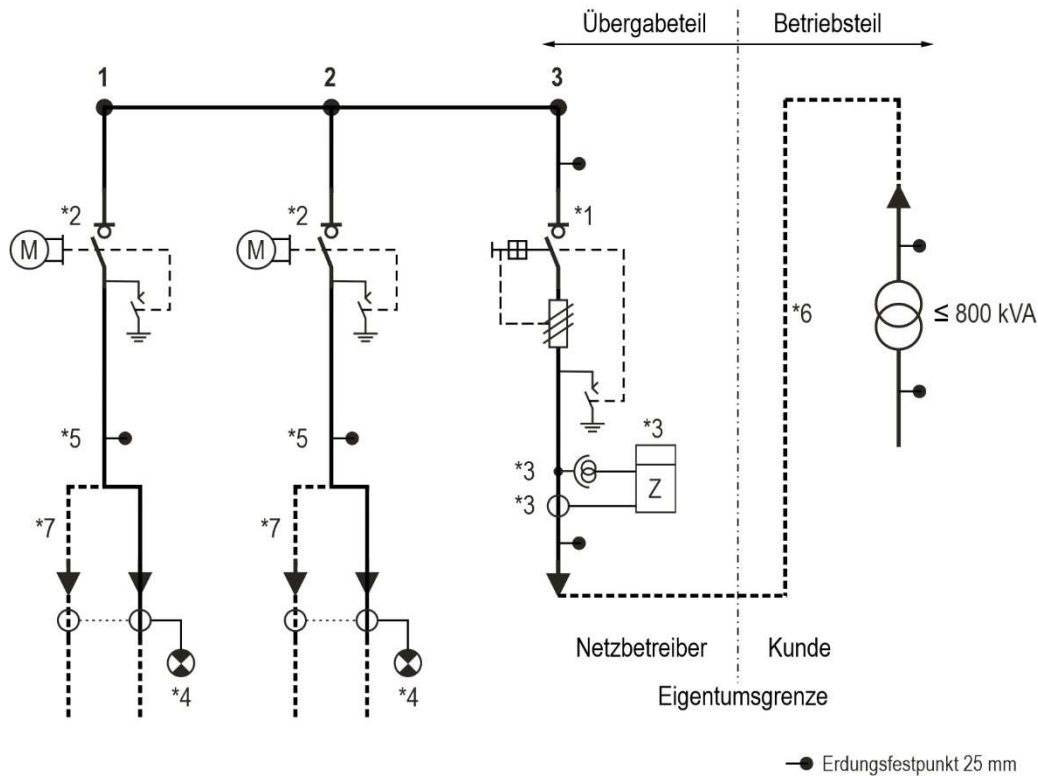 Übergabeteil Betriebsteil
1 2 3
*2 *2 *1
M M
*6 ≤ 800 kVA
*5 *5 *3
*3
Z
*3
*7 *7
Netzbetreiber Kunde
*4 *4
Eigentumsgrenze
Erdungsfestpunkt 25 mm